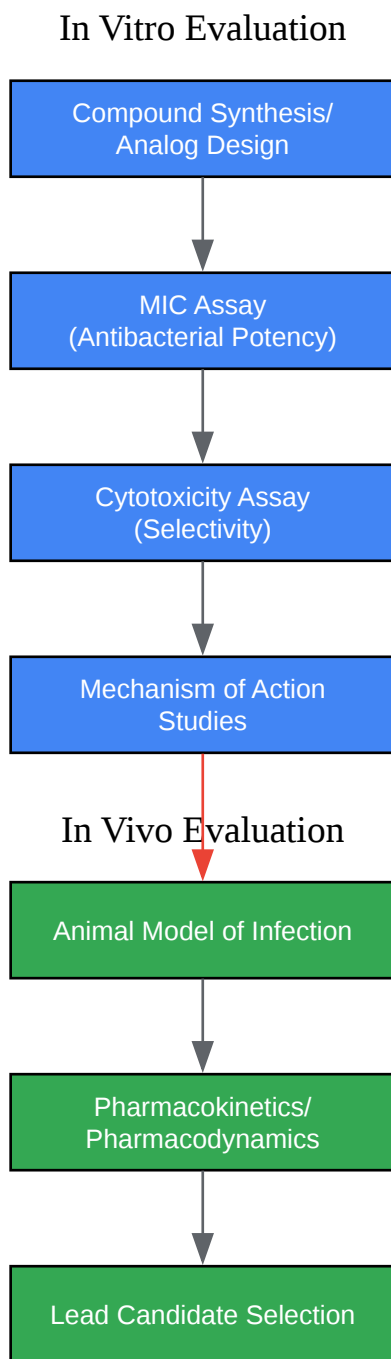 In Vitro Evaluation
Compound Synthesis/
Analog Design
MIC Assay
(Antibacterial Potency)
Cytotoxicity Assay
(Selectivity)
Mechanism of Action
Studies
In Vivo Evaluation
Animal Model of Infection
Pharmacokinetics/
Pharmacodynamics
Lead Candidate Selection